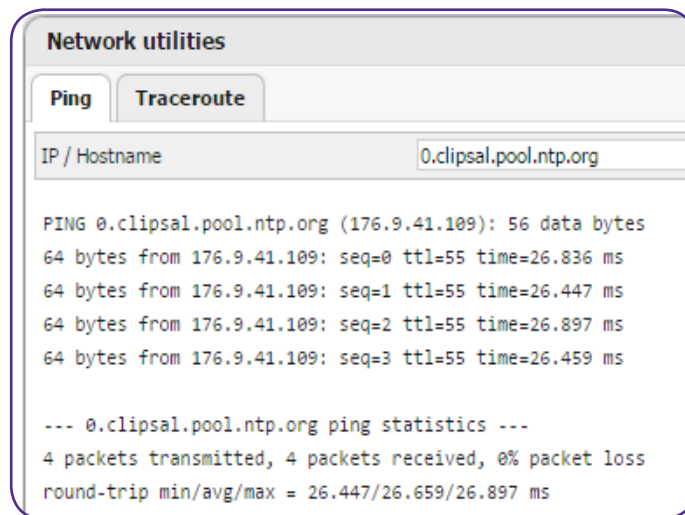 Network utilities
Ping Traceroute
IP / Hostname 0.clipsal.pool.ntp.org
PING 0.clipsal.pool.ntp.org (176.9.41.109): 56 data bytes
64 bytes from 176.9.41.109: seq=0 ttl=55 time=26.836 ms
64 bytes from 176.9.41.109: seq=1 ttl=55 time=26.447 ms
64 bytes from 176.9.41.109: seq=2 ttl=55 time=26.897 ms
64 bytes from 176.9.41.109: seq=3 ttl=55 time=26.459 ms
--- 0.clipsal.pool.ntp.org ping statistics ---
4 packets transmitted, 4 packets received, 0% packet loss
round-trip min/avg/max = 26.447/26.659/26.897 ms